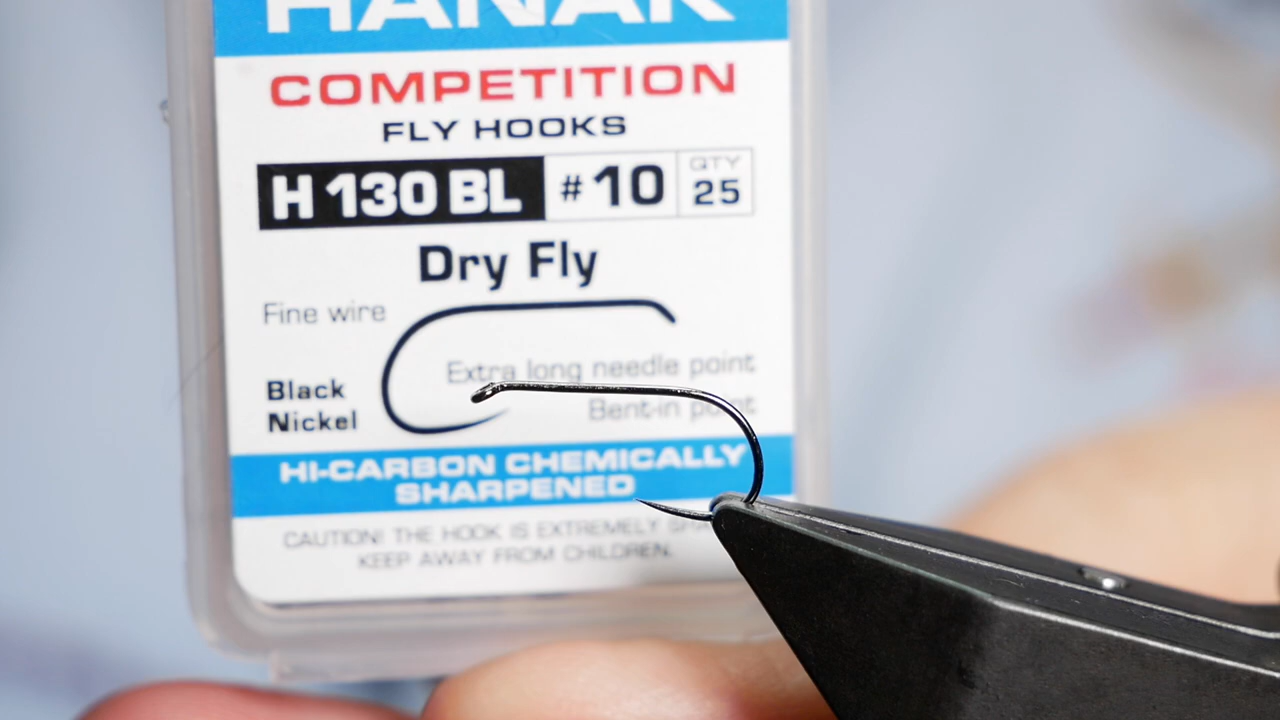 HANAK
COMPETITION
FLY HOOKS
H 130 BL #10 QTY 25
Dry Fly
Fine wire
Extra long needle point
Black
Nickel
Bent-in point
HI-CARBON CHEMICALLY
SHARPENED
CAUTION! THE HOOK IS EXTREMELY
KEEP AWAY FROM CHILDREN.